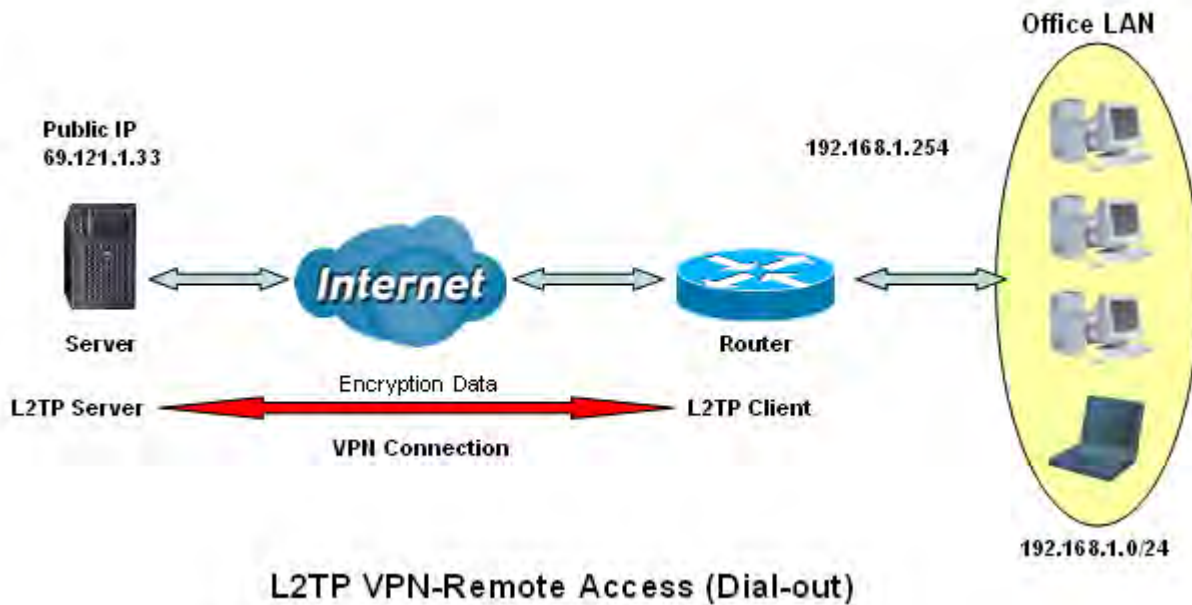 Office LAN
Public IP
69.121.1.33
192.168.1.254
Internet
Server
Router
Encryption Data
L2TP Server
L2TP Client
VPN Connection
192.168.1.0/24
L2TP VPN-Remote Access (Dial-out)